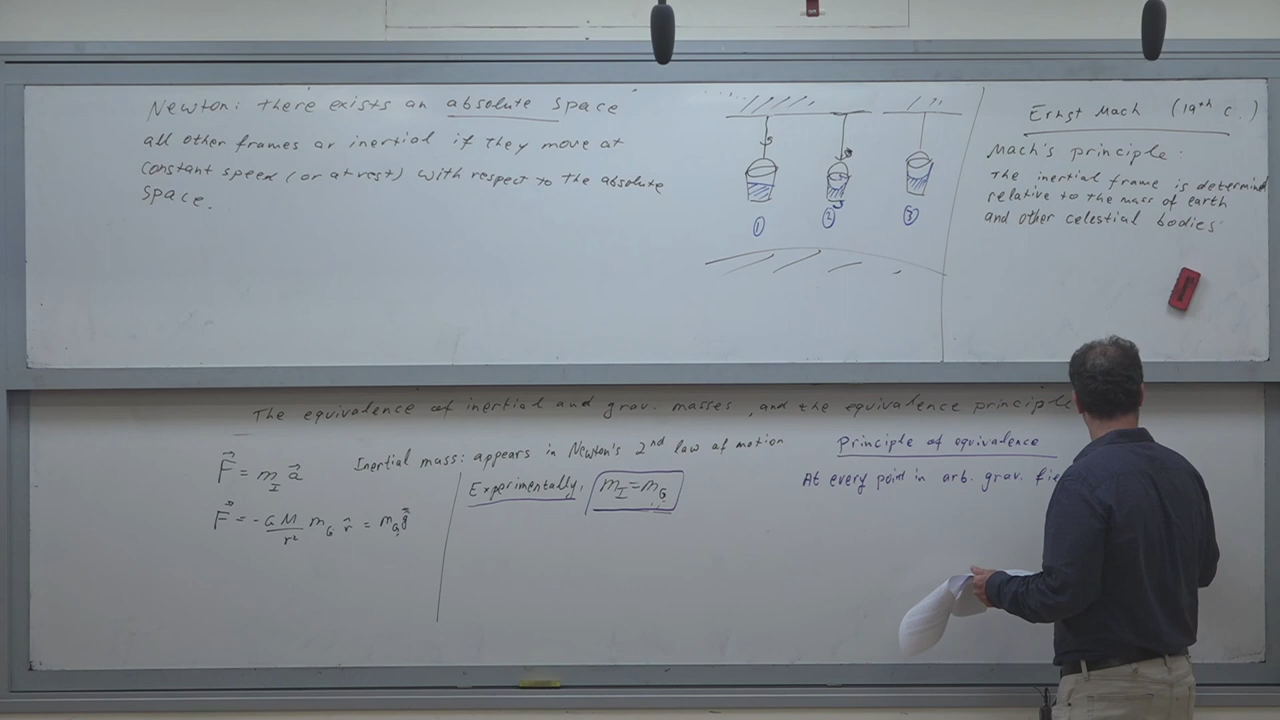 Newton: there exists an absolute space
all other frames ar inertial if they move at
constant speed (or at rest) with respect to the absolute
space.
①
②
③
Ernst Mach (19th c.)
Mach's principle:
The inertial frame is determined
relative to the mass of earth
and other celestial bodies
The equivalence of inertial and grav. masses, and the equivalence principle
F⃗ = m_I a⃗
Inertial mass: appears in Newton's 2nd law of motion
F⃗ = - GM/r² m_G r̂ = m_G g⃗
Experimentally, m_I = m_G
Principle of equivalence
At every point in arb. grav.